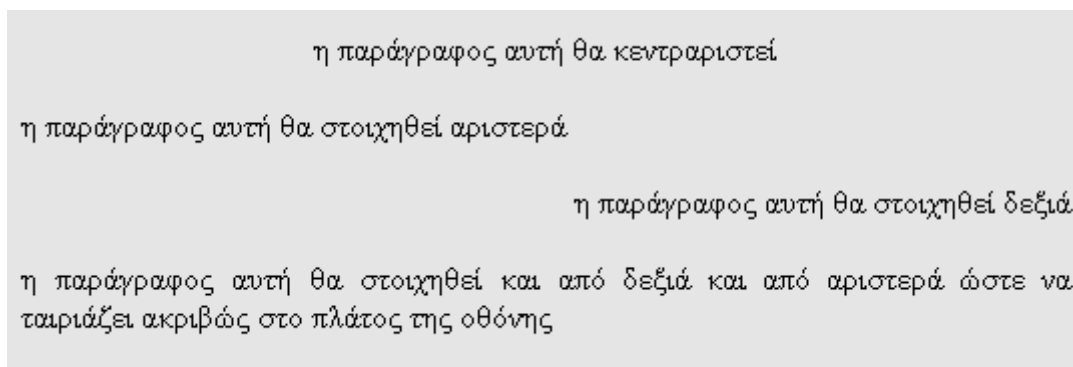 η παράγραφος αυτή θα κεντραριστεί
η παράγραφος αυτή θα στοιχηθεί αριστερά
η παράγραφος αυτή θα στοιχηθεί δεξιά
η παράγραφος αυτή θα στοιχηθεί και από δεξιά και από αριστερά ώστε να
ταιριάζει ακριβώς στο πλάτος της οθόνης